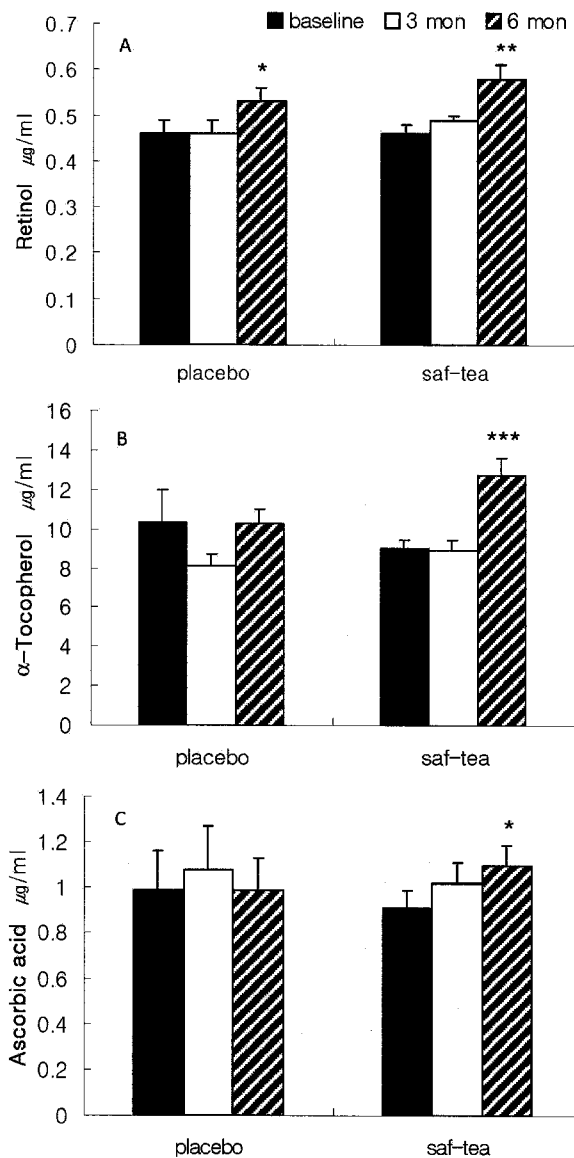 baseline 3 mon 6 mon
A
Retinol μg/ml
0.7
0.6
0.5
0.4
0.3
0.2
0.1
0
*
**
placebo saf-tea
B
α-Tocopherol μg/ml
16
14
12
10
8
6
4
2
0
***
placebo saf-tea
C
Ascorbic acid μg/ml
1.4
1.2
1
0.8
0.6
0.4
0.2
0
*
placebo saf-tea